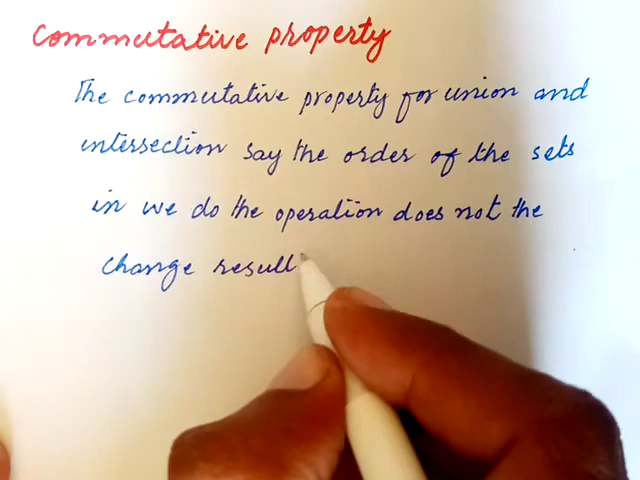 Commutative property
The commutative property for union and
intersection say the order of the sets
in we do the operation does not the
change result